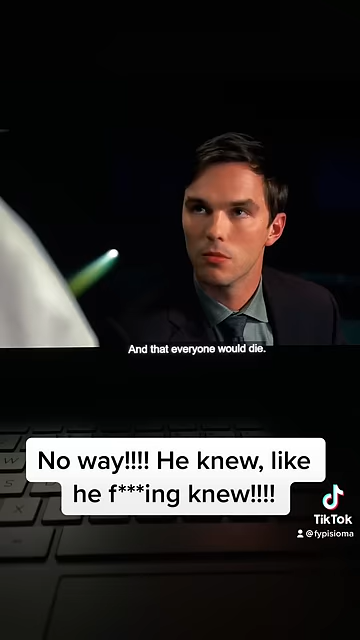 And that everyone would die.
No way!!!! He knew, like
he f***ing knew!!!!
TikTok
@fypisioma
W
S
X